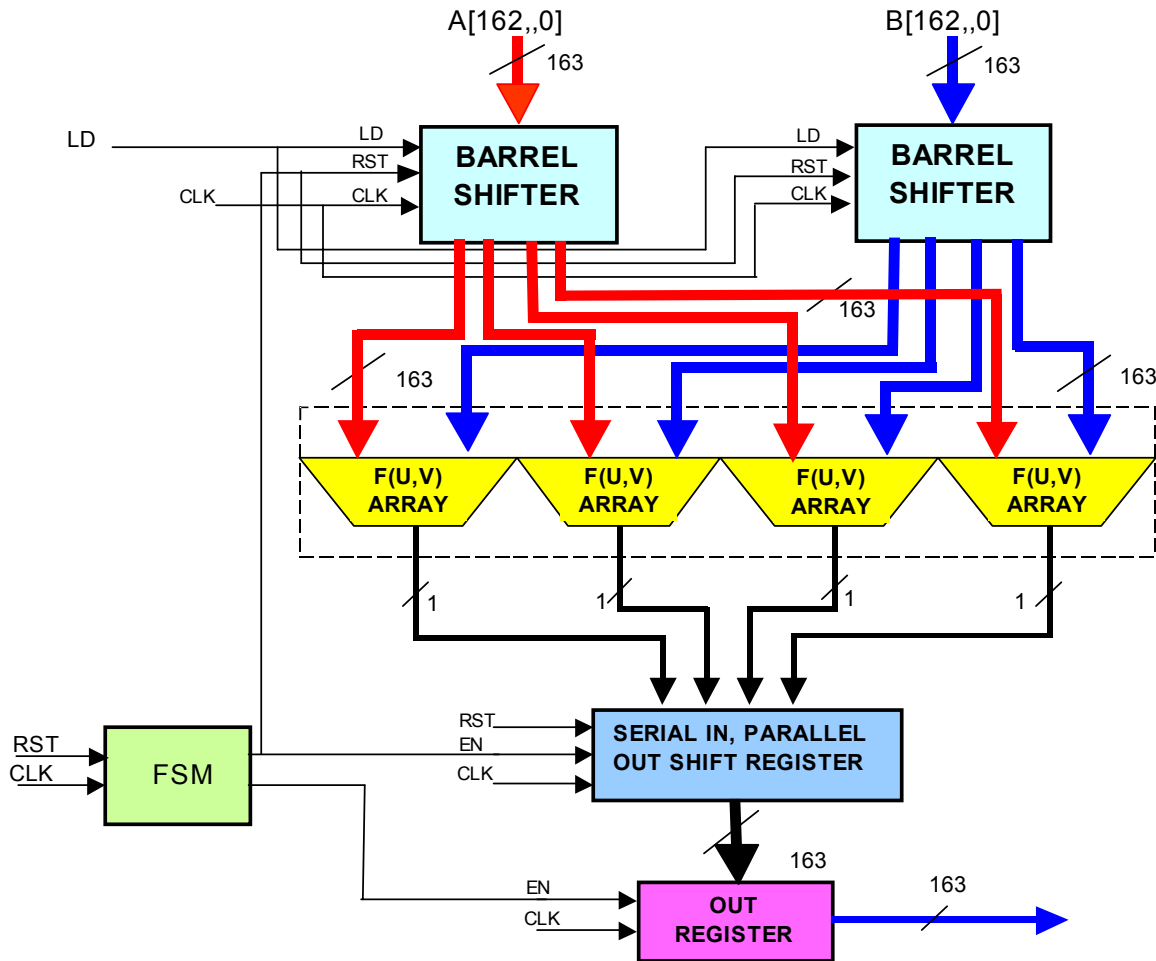 A[162,,0]
B[162,,0]
163
163
LD
LD
RST
CLK
CLK
BARREL
SHIFTER
LD
RST
CLK
BARREL
SHIFTER
163
163
163
F(U,V)
ARRAY
F(U,V)
ARRAY
F(U,V)
ARRAY
F(U,V)
ARRAY
1
1
1
1
RST
CLK
FSM
RST
EN
CLK
SERIAL IN, PARALLEL
OUT SHIFT REGISTER
163
EN
CLK
OUT
REGISTER
163